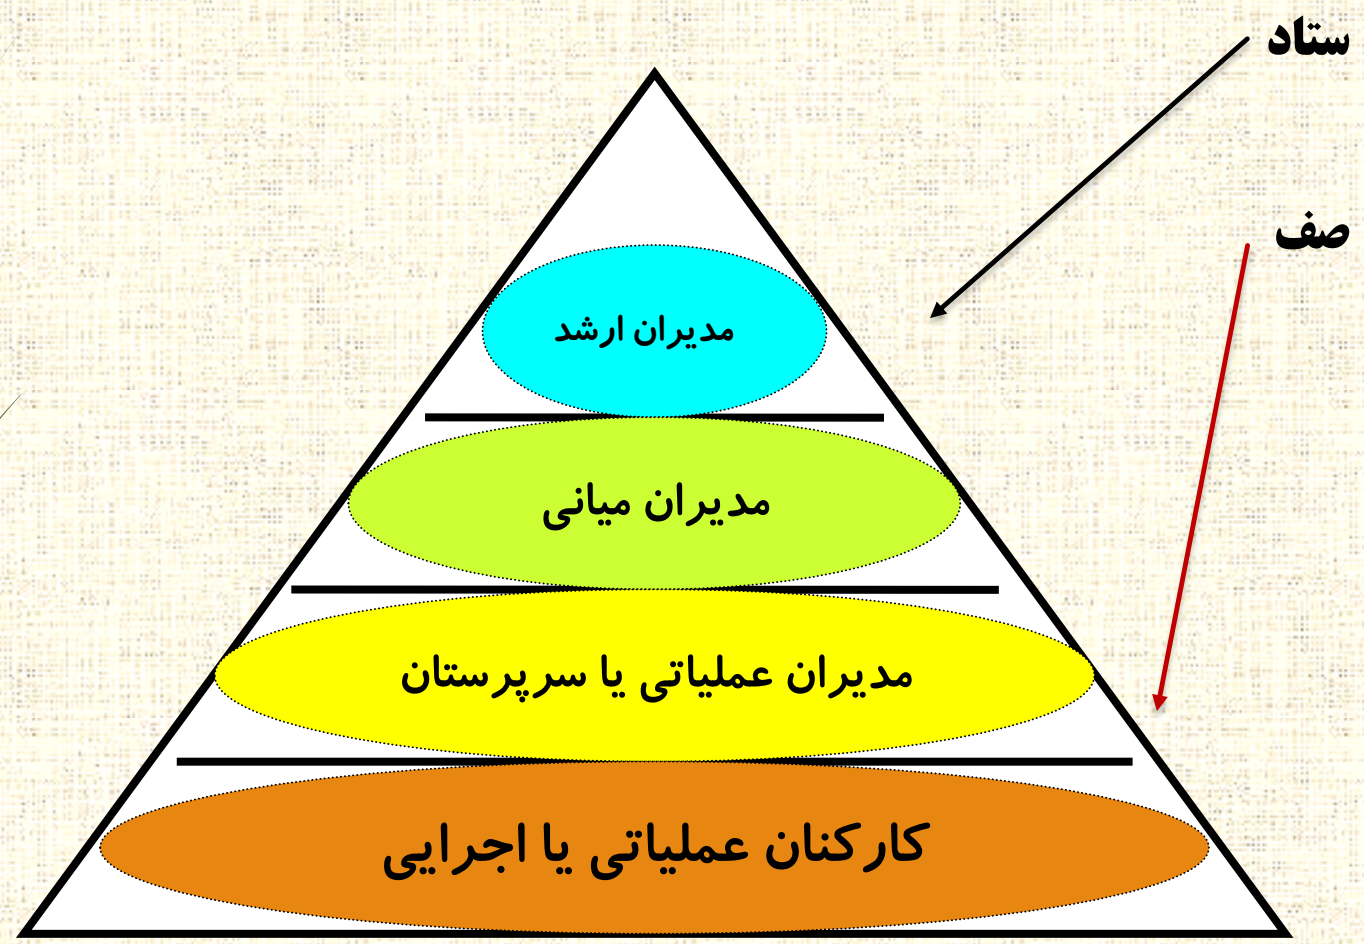 ستاد
صف
مدیران ارشد
مدیران میانی
مدیران عملیاتی یا سرپرستان
کارکنان عملیاتی یا اجرایی